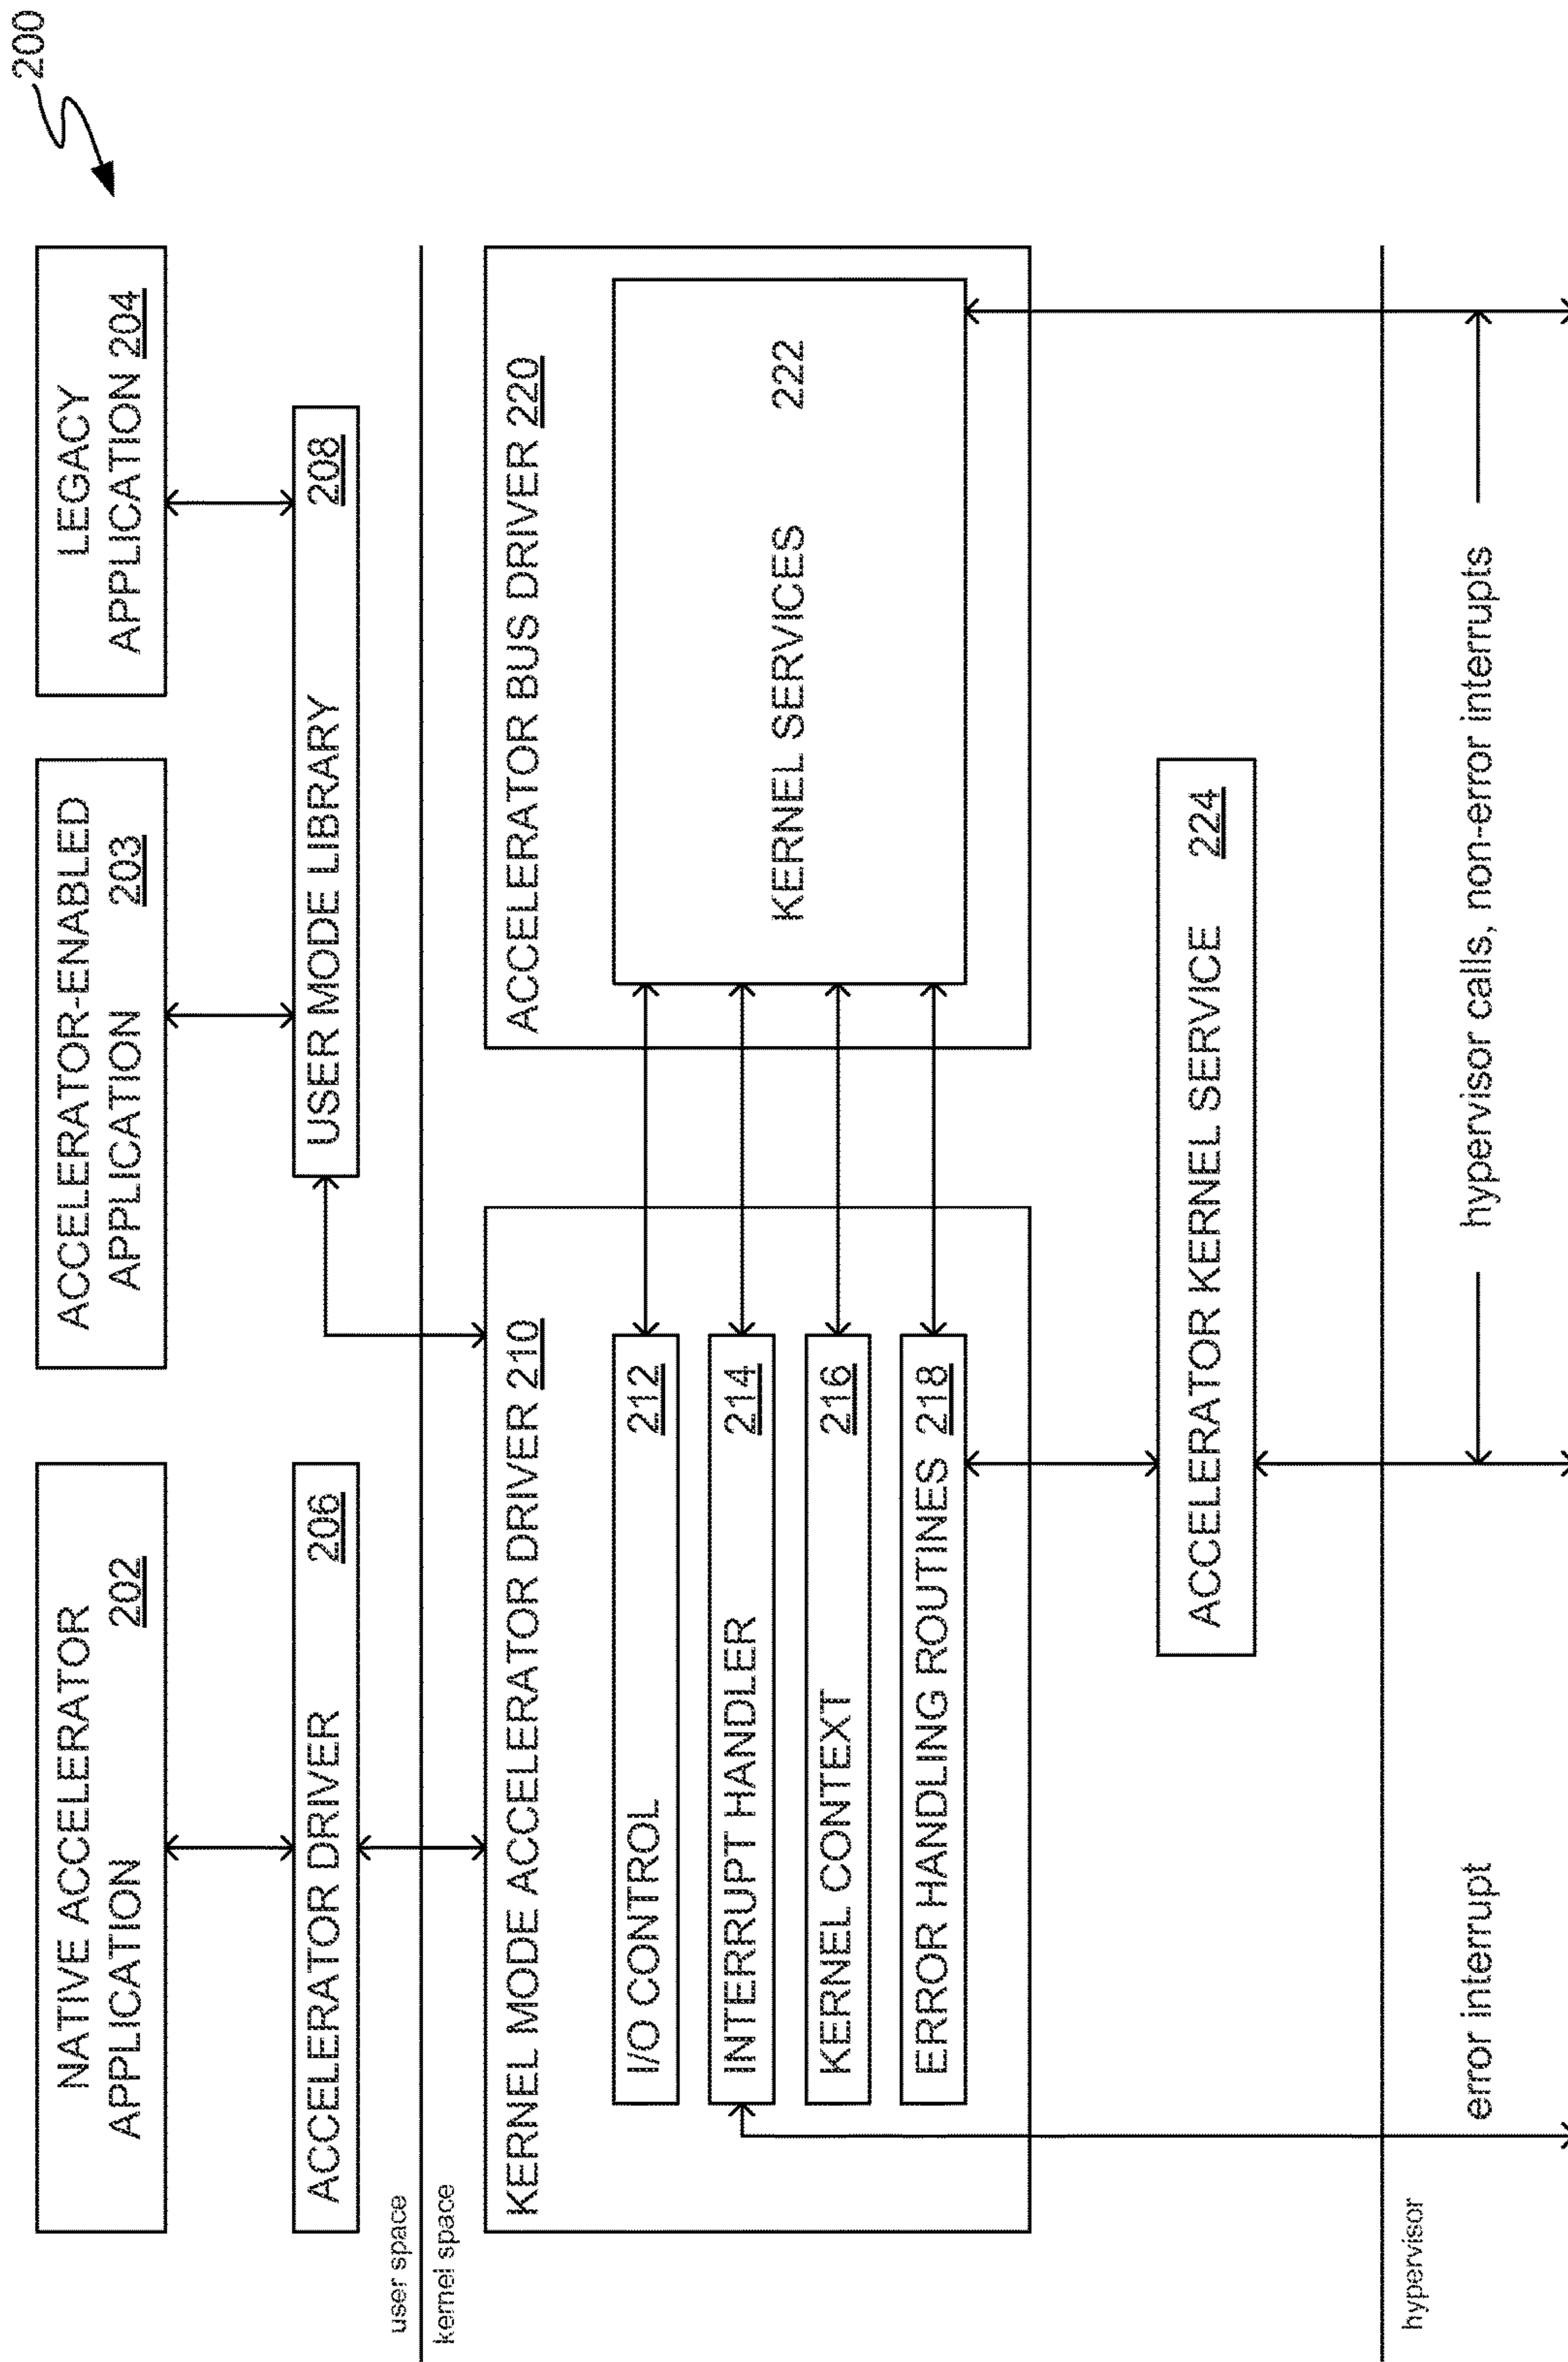 200
NATIVE ACCELERATOR
APPLICATION 202
ACCELERATOR-ENABLED
APPLICATION 203
LEGACY
APPLICATION 204
ACCELERATOR DRIVER 206
USER MODE LIBRARY 208
user space
kernel space
KERNEL MODE ACCELERATOR DRIVER 210
I/O CONTROL 212
INTERRUPT HANDLER 214
KERNEL CONTEXT 216
ERROR HANDLING ROUTINES 218
ACCELERATOR BUS DRIVER 220
KERNEL SERVICES 222
ACCELERATOR KERNEL SERVICE 224
hypervisor
error interrupt
hypervisor calls, non-error interrupts